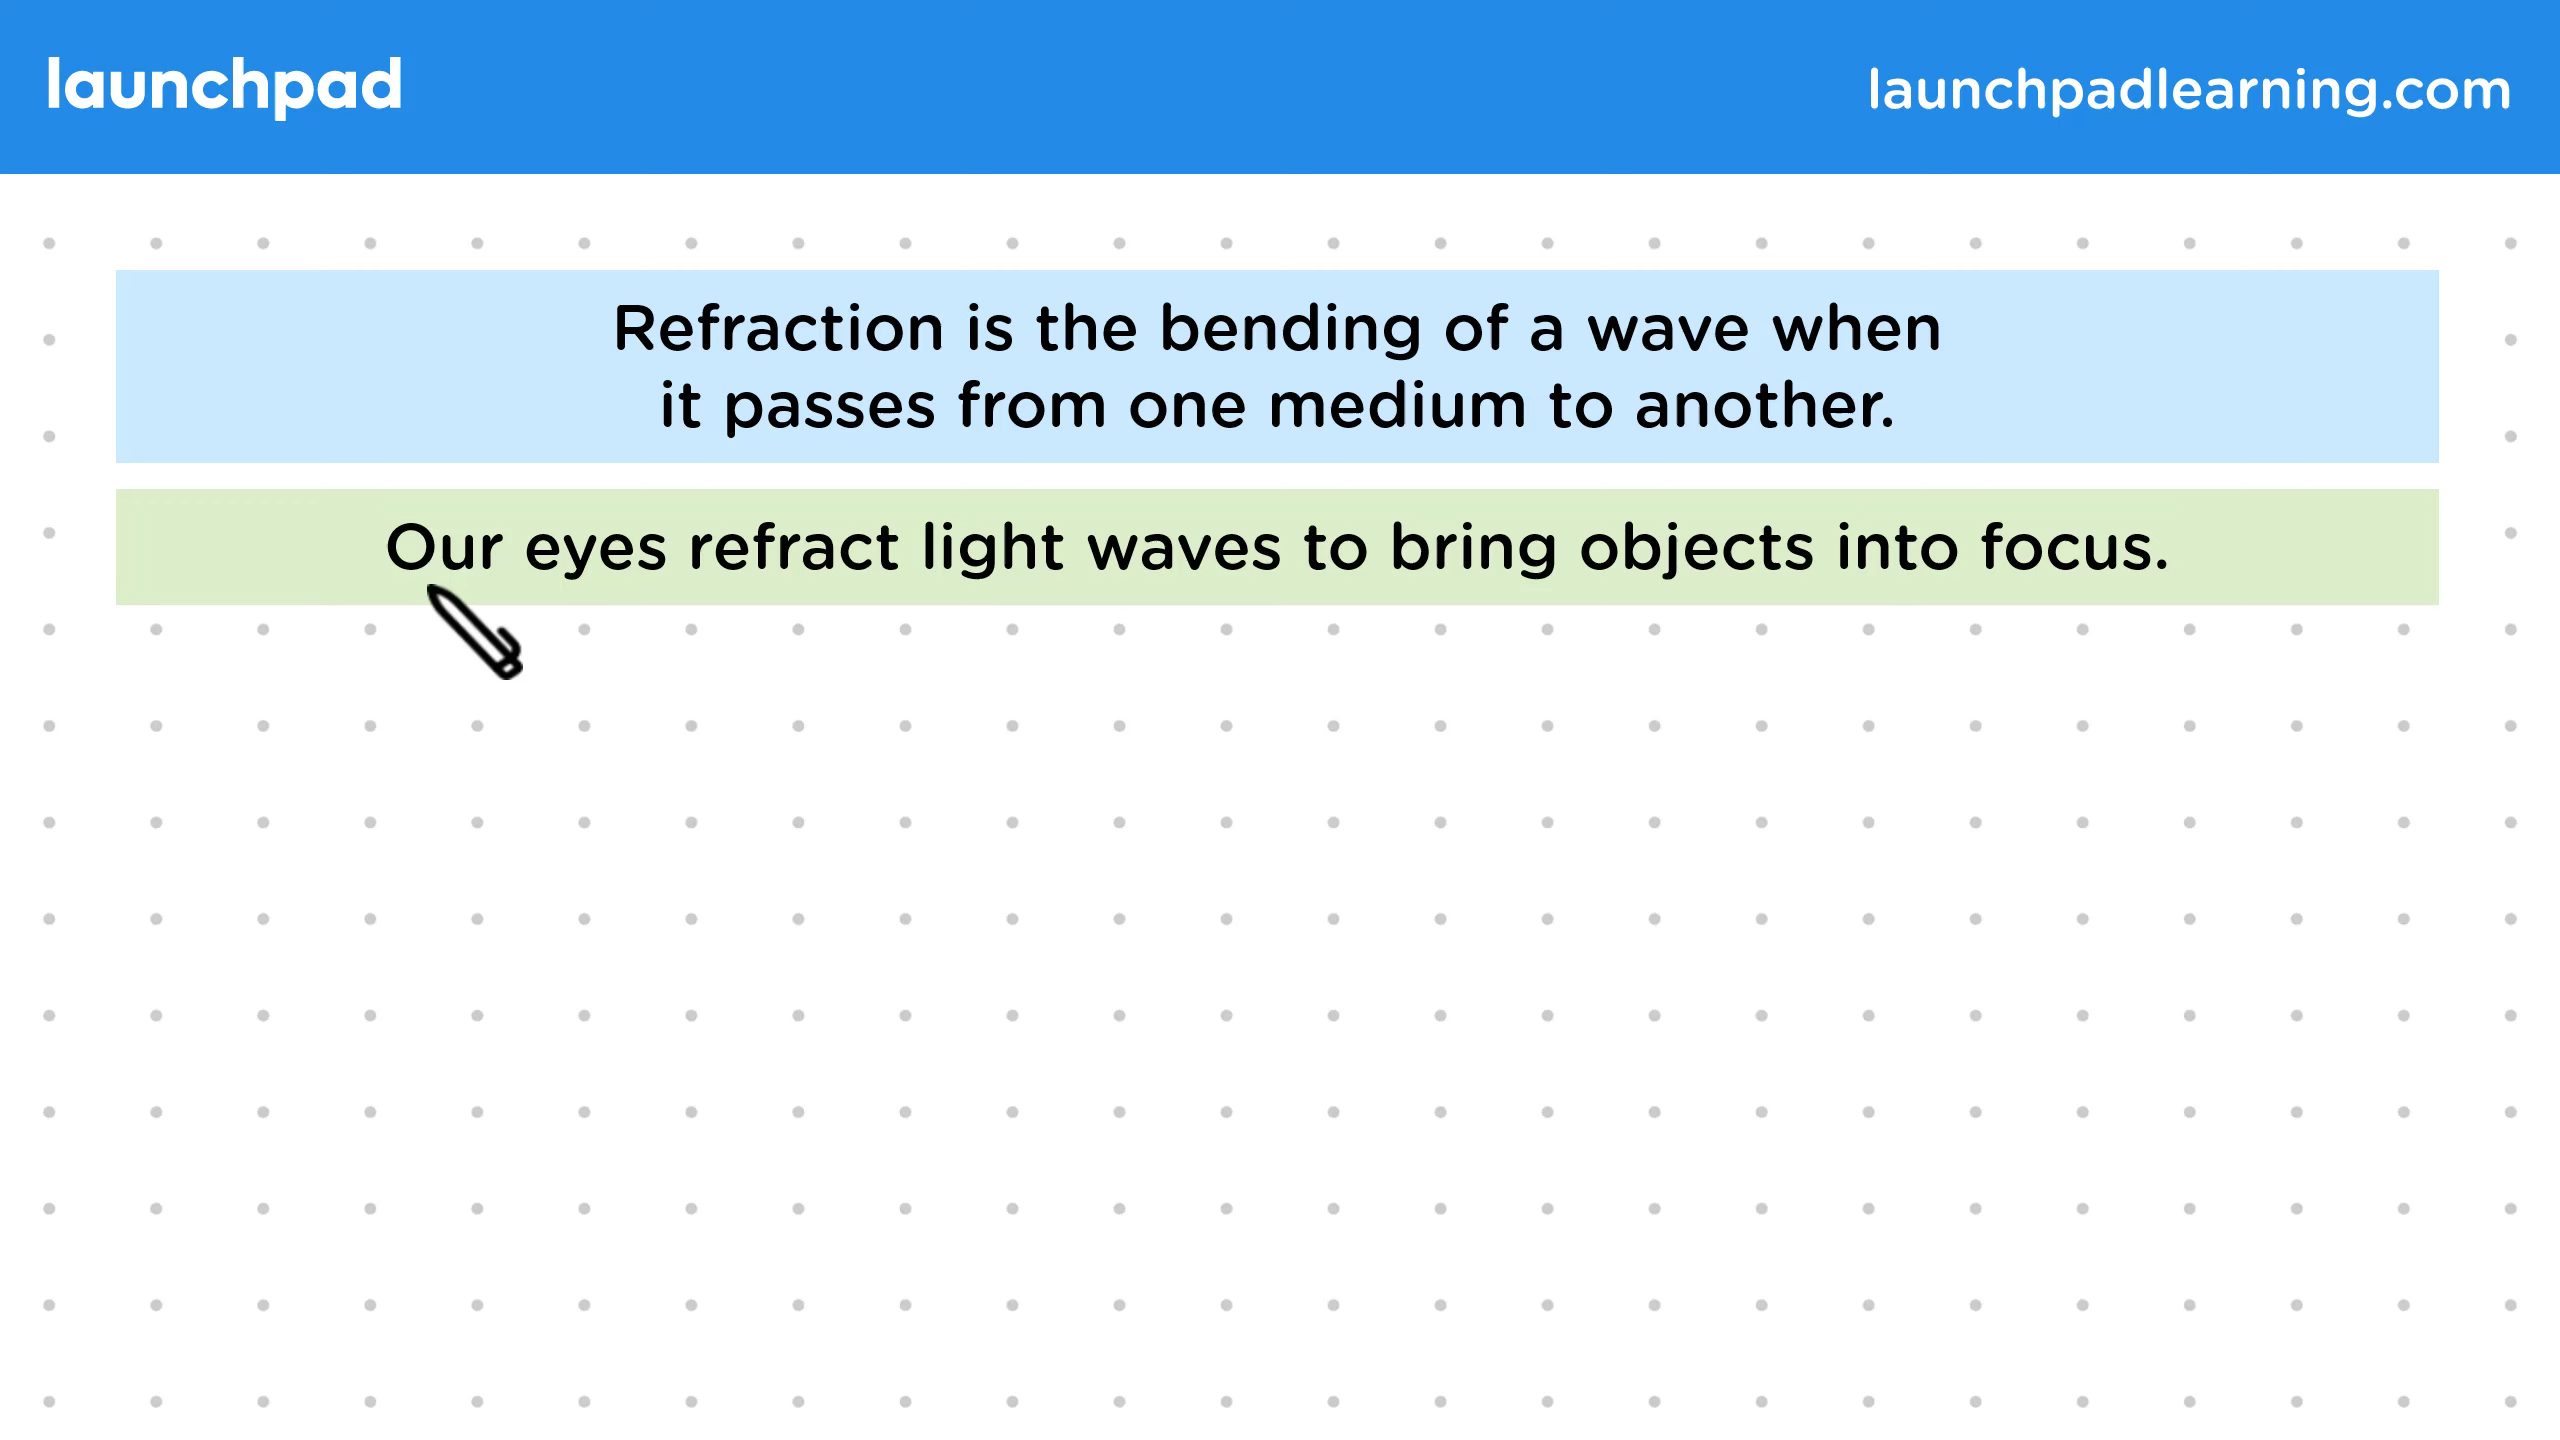 launchpad
launchpadlearning.com
Refraction is the bending of a wave when
it passes from one medium to another.
Our eyes refract light waves to bring objects into focus.